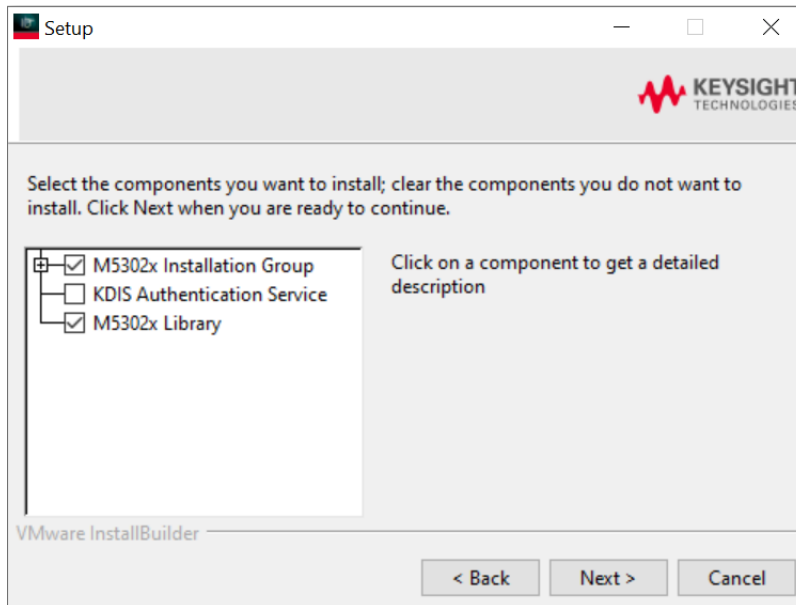 Setup
KEYSIGHT
TECHNOLOGIES
Select the components you want to install; clear the components you do not want to
install. Click Next when you are ready to continue.
M5302x Installation Group
KDIS Authentication Service
M5302x Library
Click on a component to get a detailed
description
VMware InstallBuilder
< Back
Next >
Cancel